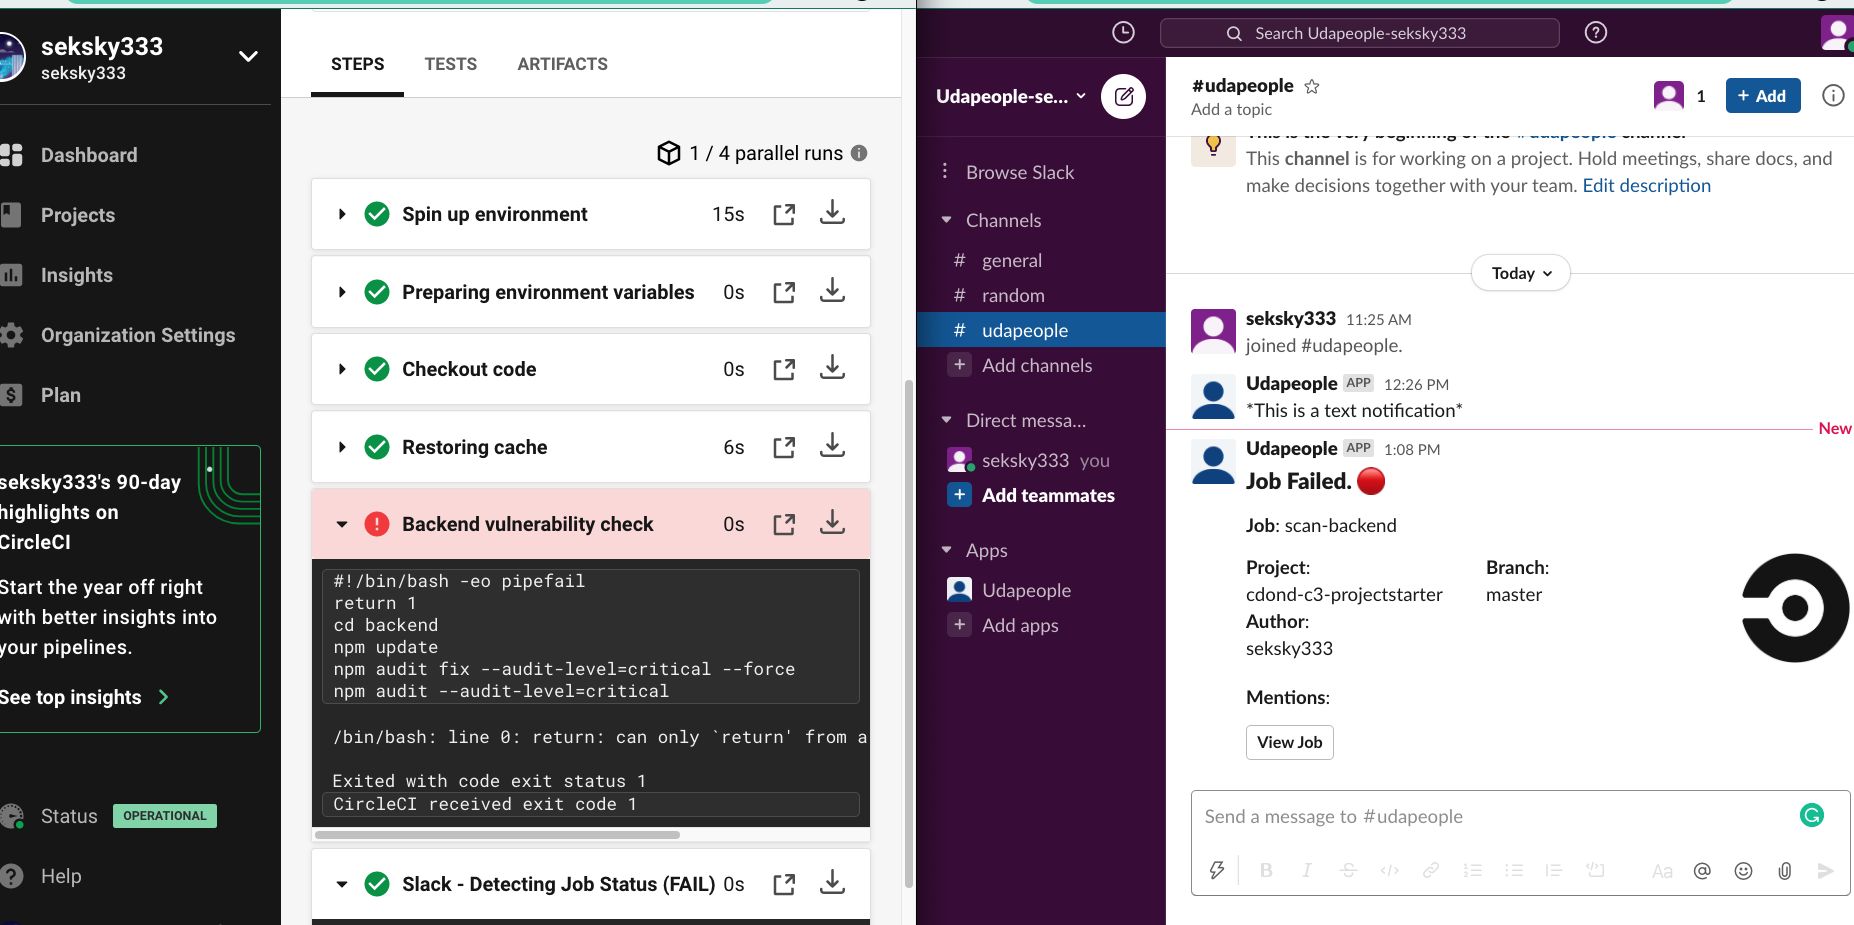 seksky333
seksky333
Dashboard
Projects
Insights
Organization Settings
Plan
seksky333's 90-day
highlights on
CircleCI
Start the year off right
with better insights into
your pipelines.
See top insights
Status OPERATIONAL
Help
STEPS TESTS ARTIFACTS
1 / 4 parallel runs
Spin up environment 15s
Preparing environment variables 0s
Checkout code 0s
Restoring cache 6s
Backend vulnerability check 0s
#!/bin/bash -eo pipefail
return 1
cd backend
npm update
npm audit fix --audit-level=critical --force
npm audit --audit-level=critical
/bin/bash: line 0: return: can only `return' from a
Exited with code exit status 1
CircleCI received exit code 1
Slack - Detecting Job Status (FAIL) 0s
Search Udapeople-seksky333
Udapeople-se...
Browse Slack
Channels
# general
# random
# udapeople
+ Add channels
Direct messa...
seksky333 you
+ Add teammates
Apps
Udapeople
+ Add apps
#udapeople
Add a topic
1
+ Add
This is the very beginning of the #udapeople channel
This channel is for working on a project. Hold meetings, share docs, and
make decisions together with your team. Edit description
Today
seksky333 11:25 AM
joined #udapeople.
Udapeople APP 12:26 PM
*This is a text notification*
New
Udapeople APP 1:08 PM
Job Failed.
Job: scan-backend
Project:
cdond-c3-projectstarter
Branch:
master
Author:
seksky333
Mentions:
View Job
Send a message to #udapeople
B I S </> Aa @